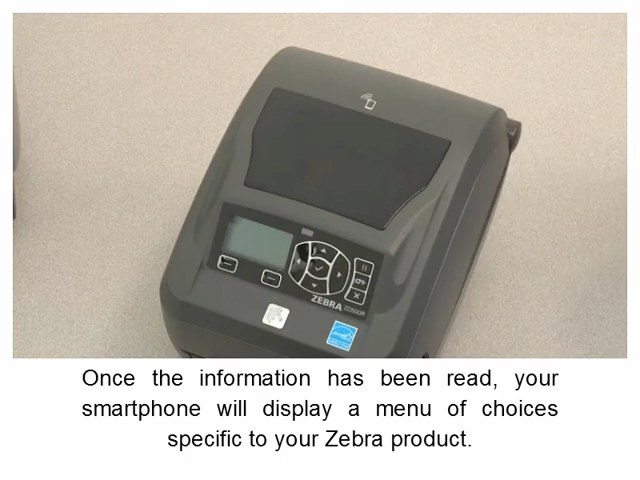 ZEBRA ZD500R
Once the information has been read, your
smartphone will display a menu of choices
specific to your Zebra product.